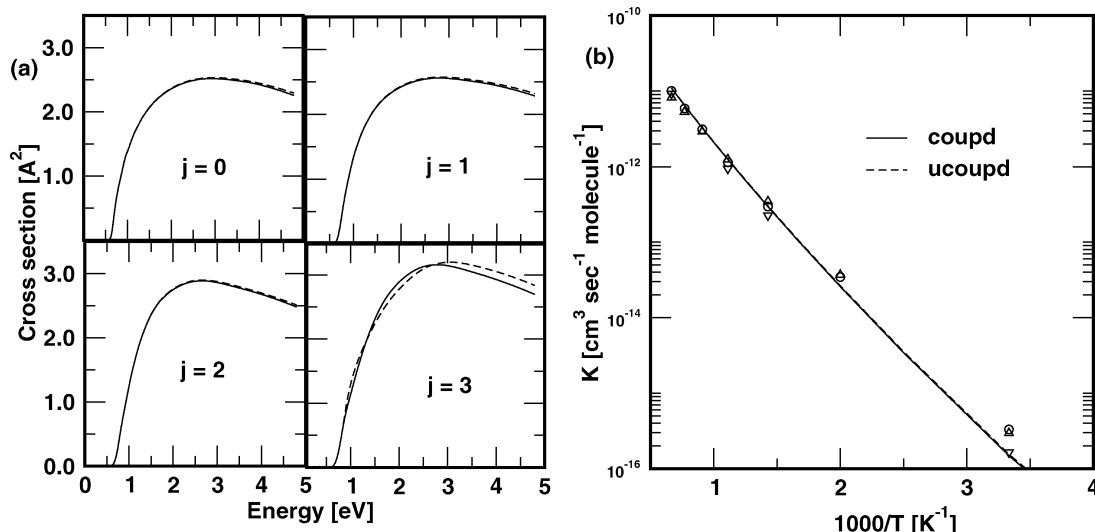 (a)
Cross section [A²]
3.0
2.0
1.0
j = 0
j = 1
3.0
2.0
1.0
0.0
j = 2
j = 3
0 1 2 3 4 5
0 1 2 3 4 5
Energy [eV]
(b)
K [cm³ sec⁻¹ molecule⁻¹]
10⁻¹⁰
10⁻¹²
10⁻¹⁴
10⁻¹⁶
coupd
ucoupd
1 2 3 4
1000/T [K⁻¹]